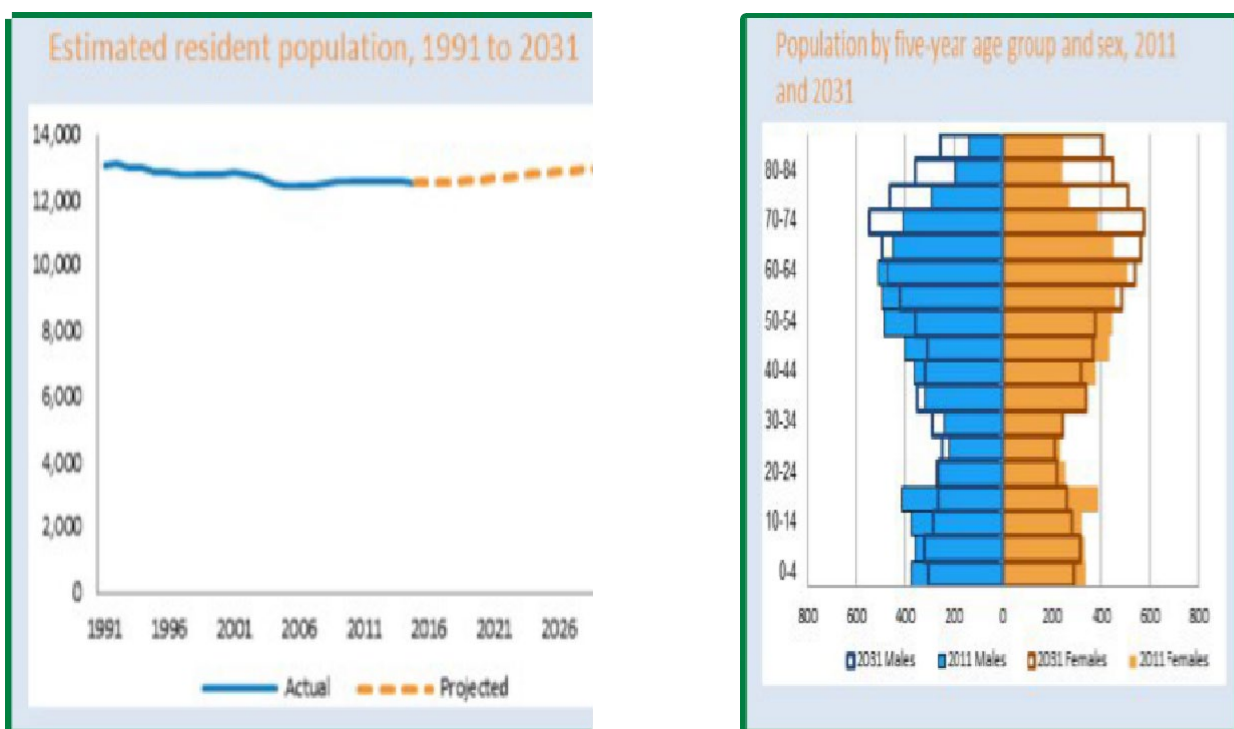 Estimated resident population, 1991 to 2031
14,000
12,000
10,000
8,000
6,000
4,000
2,000
0
1991 1996 2001 2006 2011 2016 2021 2026
Actual Projected
Population by five-year age group and sex, 2011
and 2031
80-84
70-74
60-64
50-54
40-44
30-34
20-24
10-14
0-4
800 600 400 200 0 200 400 600 800
2031 Males 2011 Males 2031 Females 2011 Females